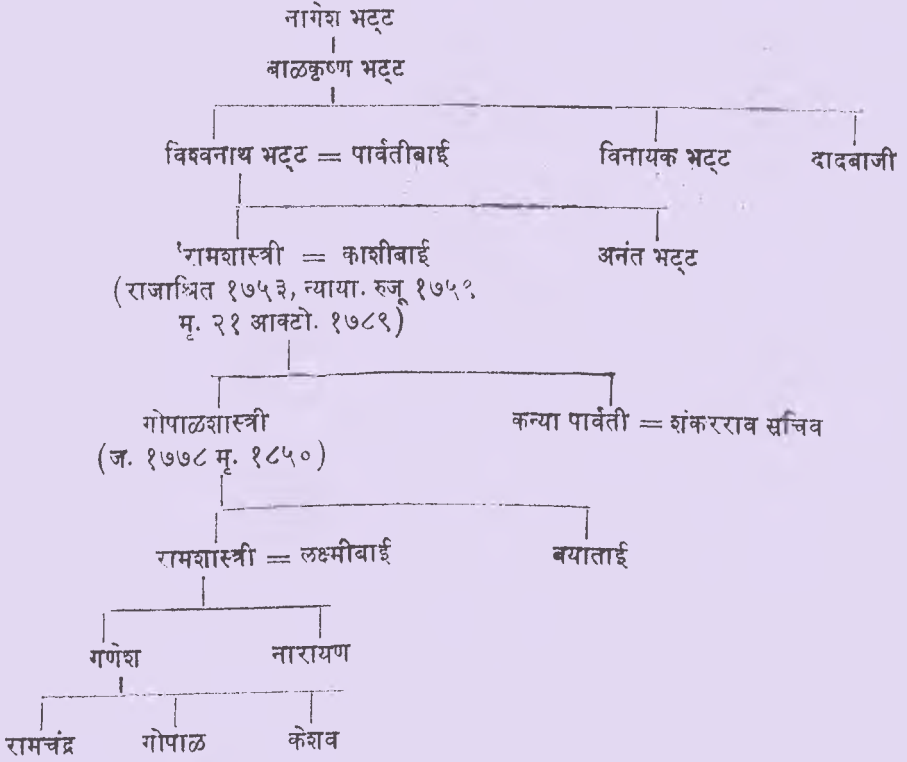 नागेश भट्ट
बाळकृष्ण भट्ट
विश्वनाथ भट्ट = पार्वतीबाई विनायक भट्ट दादबाजी
'रामशास्त्री = काशीबाई अनंत भट्ट
(राजाश्रित १७५३, न्याया. रुजू १७५९
मृ. २१ आक्टो. १७८९)
गोपाळशास्त्री कन्या पार्वती = शंकरराव सचिव
(ज. १७७८ मृ. १८५०)
रामशास्त्री = लक्ष्मीबाई बयाताई
गणेश नारायण
रामचंद्र गोपाळ केशव